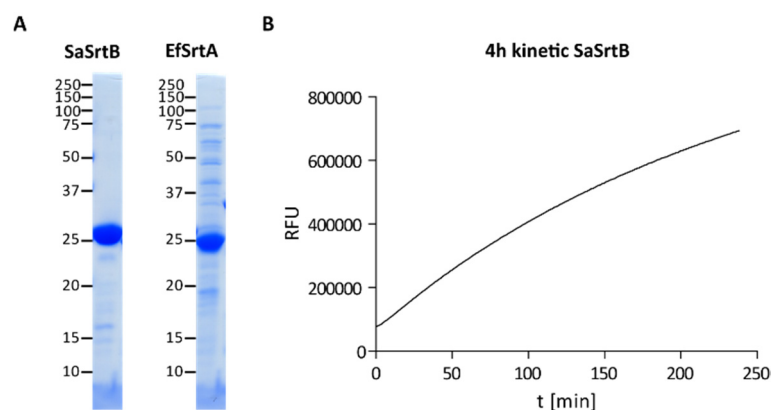 A
B
SaSrtB EfSrtA
4h kinetic SaSrtB
250 250
150 150
100 100
75 75
50 50
37 37
25 25
20 20
15 15
10 10
800000
600000
400000
200000
0
RFU
0 50 100 150 200 250
t [min]